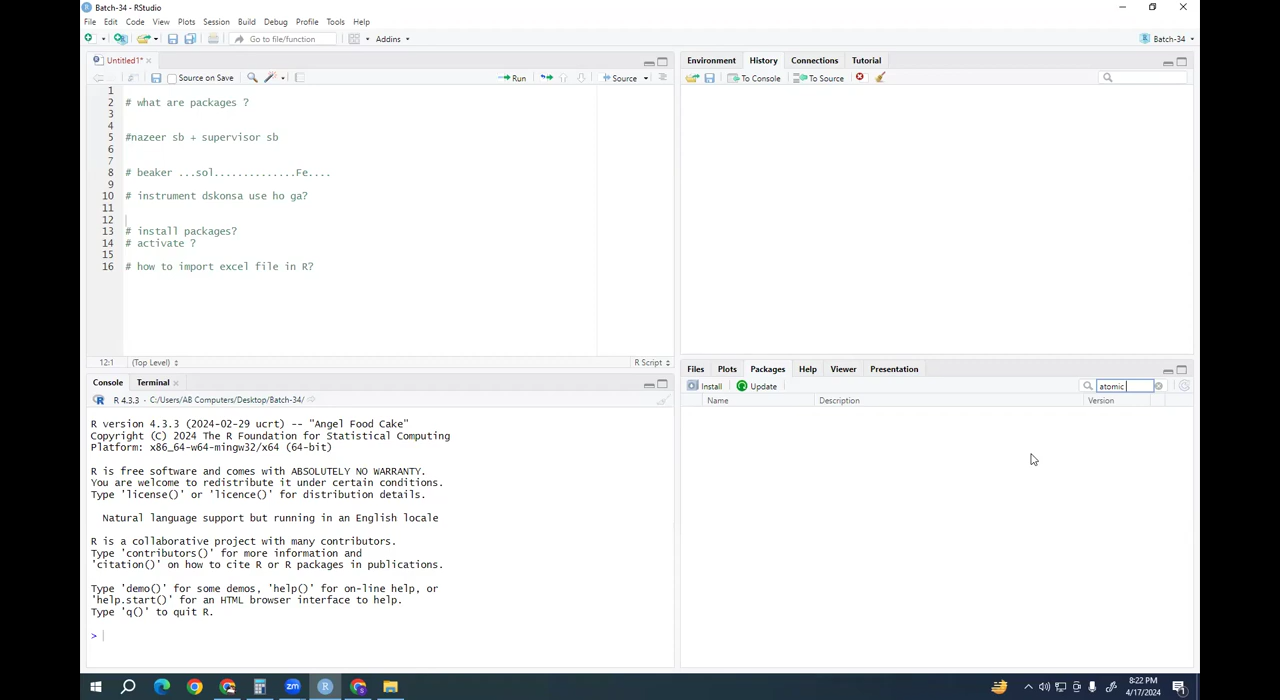 Batch-34 - RStudio
File Edit Code View Plots Session Build Debug Profile Tools Help
Go to file/function Addins Batch-34
Untitled1*
Source on Save Run Source
1
2 # what are packages ?
3
4
5 #nazeer sb + supervisor sb
6
7
8 # beaker ...sol..............Fe....
9
10 # instrument dskonsa use ho ga?
11
12
13 # install packages?
14 # activate ?
15
16 # how to import excel file in R?
12:1 (Top Level) R Script
Console Terminal
R 4.3.3 · C:/Users/AB Computers/Desktop/Batch-34/
R version 4.3.3 (2024-02-29 ucrt) -- "Angel Food Cake"
Copyright (C) 2024 The R Foundation for Statistical Computing
Platform: x86_64-w64-mingw32/x64 (64-bit)
R is free software and comes with ABSOLUTELY NO WARRANTY.
You are welcome to redistribute it under certain conditions.
Type 'license()' or 'licence()' for distribution details.
Natural language support but running in an English locale
R is a collaborative project with many contributors.
Type 'contributors()' for more information and
'citation()' on how to cite R or R packages in publications.
Type 'demo()' for some demos, 'help()' for on-line help, or
'help.start()' for an HTML browser interface to help.
Type 'q()' to quit R.
>
Environment History Connections Tutorial
To Console To Source
Files Plots Packages Help Viewer Presentation
Install Update atomic
Name Description Version
zm R
8:22 PM
4/17/2024